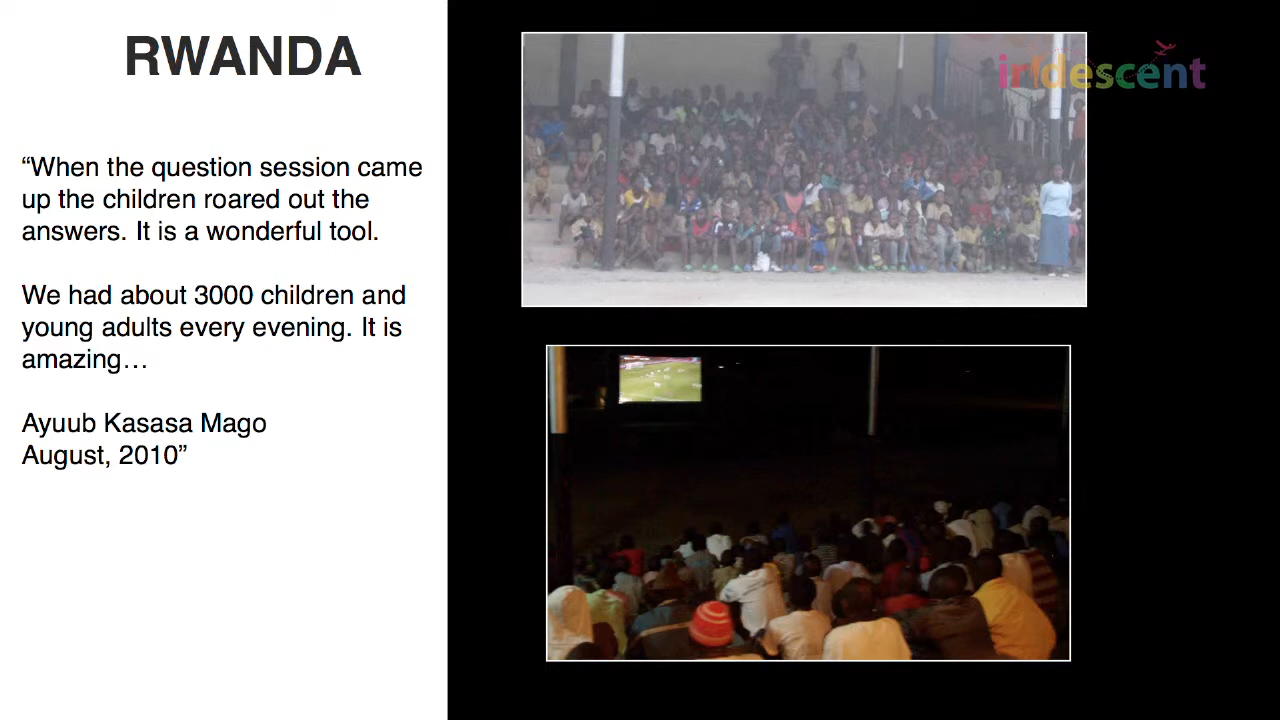 RWANDA
“When the question session came
up the children roared out the
answers. It is a wonderful tool.
We had about 3000 children and
young adults every evening. It is
amazing…
Ayuub Kasasa Mago
August, 2010”
iridescent